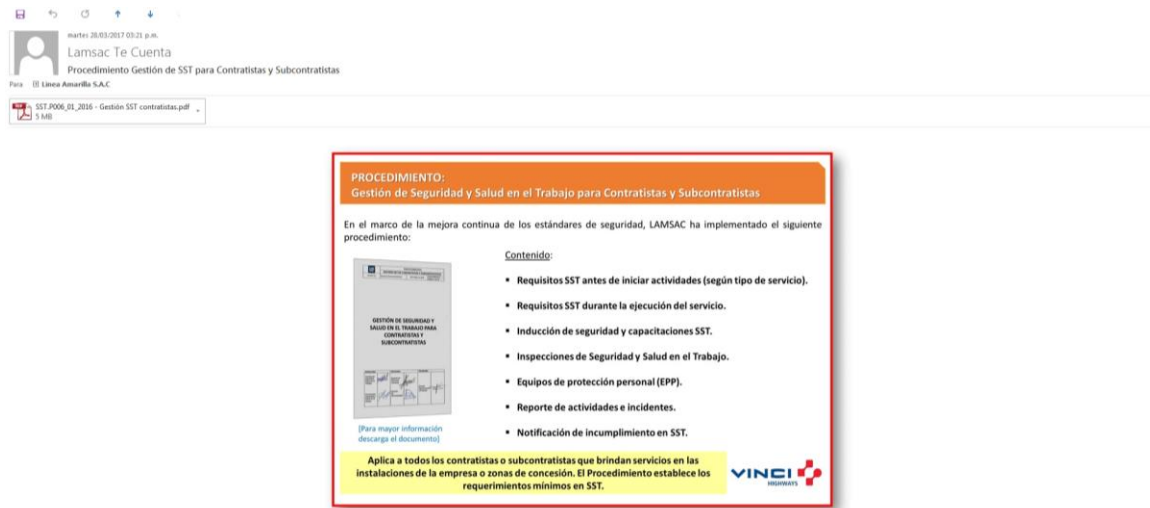 martes 28/03/2017 03:21 p.m.
Lamsac Te Cuenta
Procedimiento Gestión de SST para Contratistas y Subcontratistas
Para Linea Amarilla S.A.C
SST.P006_01_2016 - Gestión SST contratistas.pdf
5 MB
PROCEDIMIENTO:
Gestión de Seguridad y Salud en el Trabajo para Contratistas y Subcontratistas
En el marco de la mejora continua de los estándares de seguridad, LAMSAC ha implementado el siguiente
procedimiento:
Contenido:
▪ Requisitos SST antes de iniciar actividades (según tipo de servicio).
▪ Requisitos SST durante la ejecución del servicio.
▪ Inducción de seguridad y capacitaciones SST.
▪ Inspecciones de Seguridad y Salud en el Trabajo.
▪ Equipos de protección personal (EPP).
▪ Reporte de actividades e incidentes.
▪ Notificación de incumplimiento en SST.
GESTIÓN DE SEGURIDAD Y
SALUD EN EL TRABAJO PARA
CONTRATISTAS Y
SUBCONTRATISTAS
(Para mayor información
descarga el documento)
Aplica a todos los contratistas o subcontratistas que brindan servicios en las
instalaciones de la empresa o zonas de concesión. El Procedimiento establece los
requerimientos mínimos en SST.
VINCI
HIGHWAYS